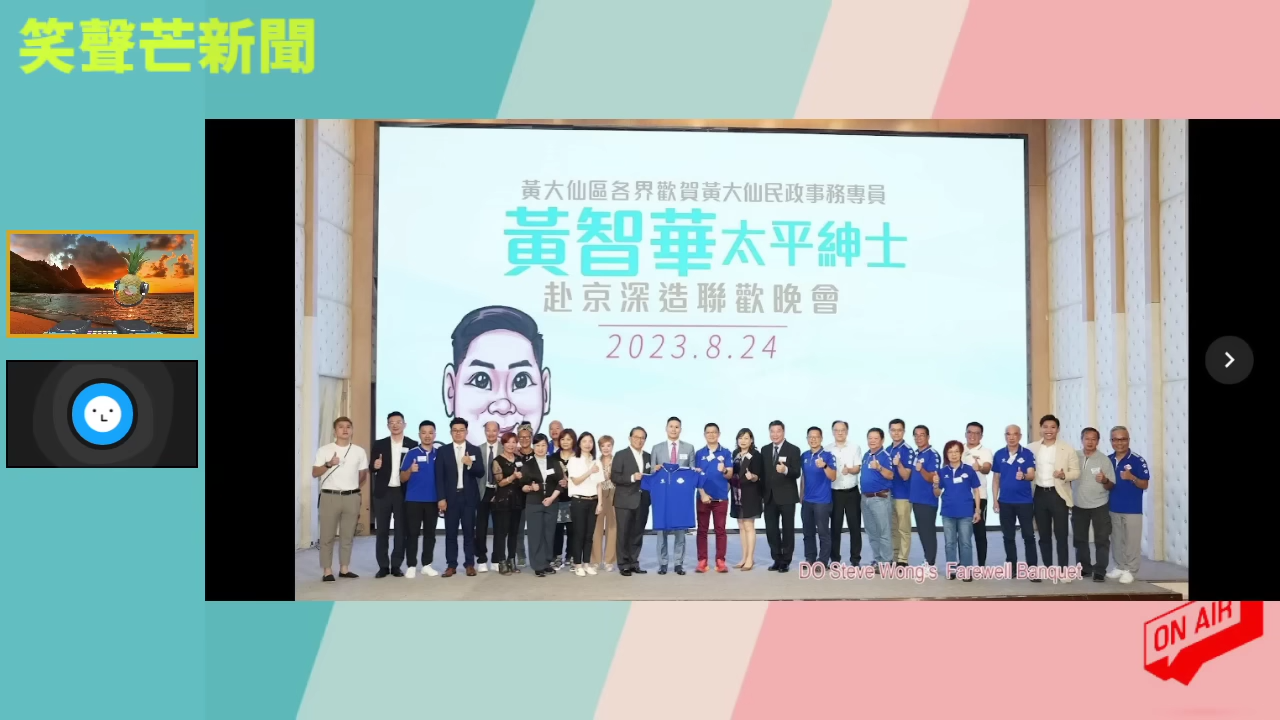 笑聲芒新聞
黃大仙區各界歡賀黃大仙民政事務專員
黃智華太平紳士
赴京深造聯歡晚會
2023.8.24
DO Steve Wong's Farewell Banquet
ON AIR